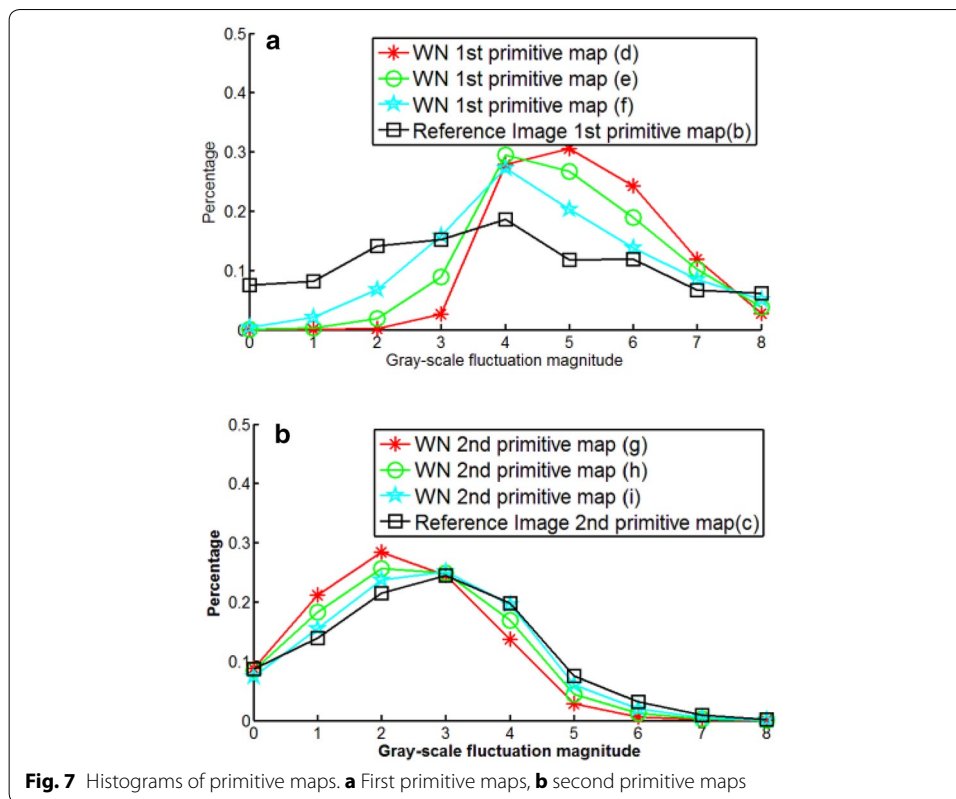 a
0.5
0.4
0.3
0.2
0.1
0
Percentage
WN 1st primitive map (d)
WN 1st primitive map (e)
WN 1st primitive map (f)
Reference Image 1st primitive map(b)
0 1 2 3 4 5 6 7 8
Gray-scale fluctuation magnitude
b
0.5
0.4
0.3
0.2
0.1
0
Percentage
WN 2nd primitive map (g)
WN 2nd primitive map (h)
WN 2nd primitive map (i)
Reference Image 2nd primitive map(c)
0 1 2 3 4 5 6 7 8
Gray-scale fluctuation magnitude
Fig. 7 Histograms of primitive maps. a First primitive maps, b second primitive maps